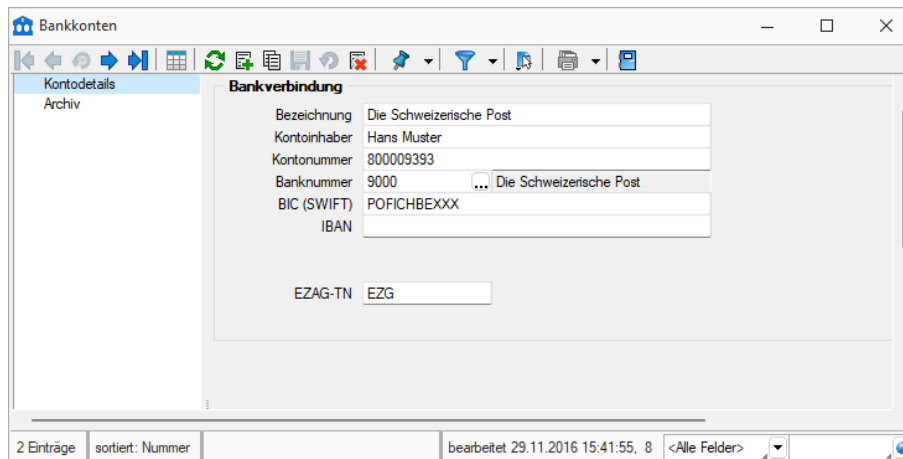 Bankkonten
Kontodetails
Archiv
Bankverbindung
Bezeichnung Die Schweizerische Post
Kontoinhaber Hans Muster
Kontonummer 800009393
Banknummer 9000 ... Die Schweizerische Post
BIC (SWIFT) POFICHBEXXX
IBAN
EZAG-TN EZG
2 Einträge sortiert: Nummer bearbeitet 29.11.2016 15:41:55, 8 <Alle Felder>